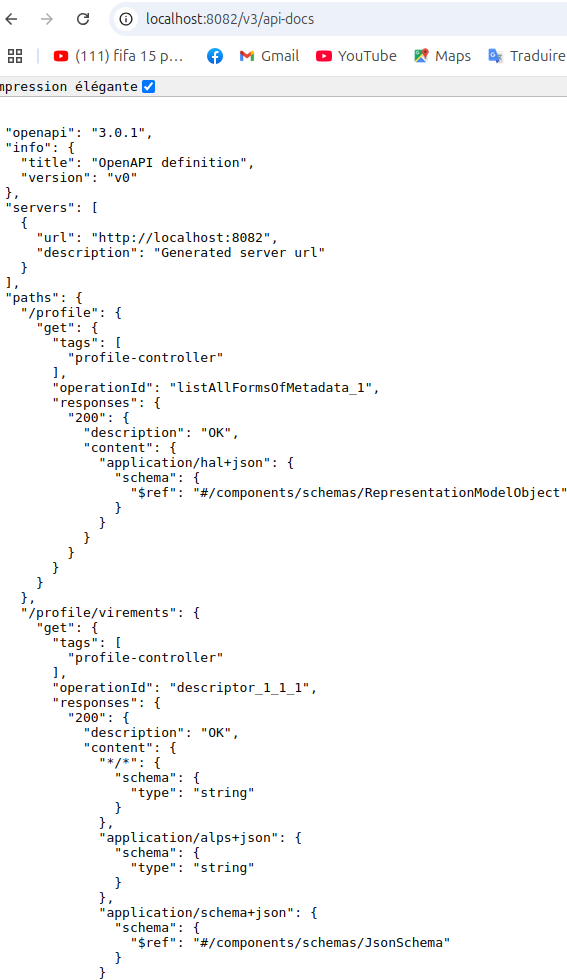 localhost:8082/v3/api-docs
(111) fifa 15 p... Gmail YouTube Maps Traduire
mpression élégante
"openapi": "3.0.1",
"info": {
"title": "OpenAPI definition",
"version": "v0"
},
"servers": [
{
"url": "http://localhost:8082",
"description": "Generated server url"
}
],
"paths": {
"/profile": {
"get": {
"tags": [
"profile-controller"
],
"operationId": "listAllFormsOfMetadata_1",
"responses": {
"200": {
"description": "OK",
"content": {
"application/hal+json": {
"schema": {
"$ref": "#/components/schemas/RepresentationModelObject"
}
}
}
}
}
}
},
"/profile/virements": {
"get": {
"tags": [
"profile-controller"
],
"operationId": "descriptor_1_1_1",
"responses": {
"200": {
"description": "OK",
"content": {
"*/*": {
"schema": {
"type": "string"
}
},
"application/alps+json": {
"schema": {
"type": "string"
}
},
"application/schema+json": {
"schema": {
"$ref": "#/components/schemas/JsonSchema"
}
}